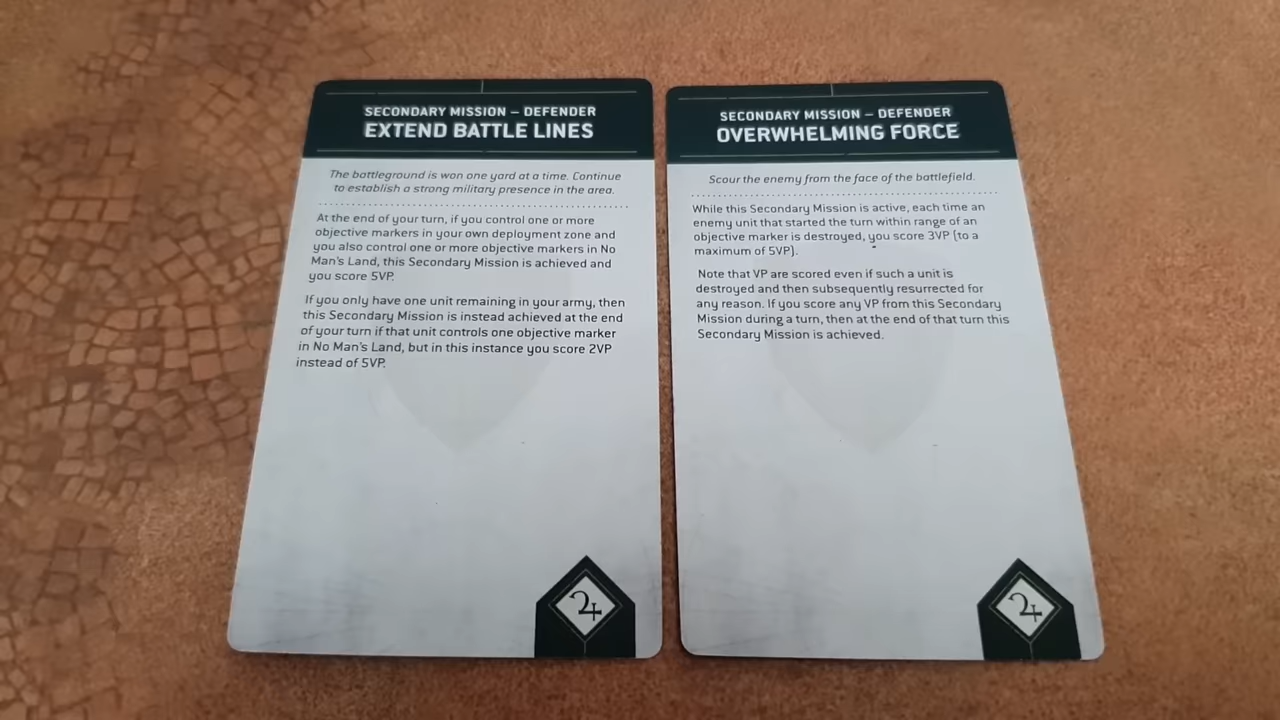 SECONDARY MISSION – DEFENDER
EXTEND BATTLE LINES
The battleground is won one yard at a time. Continue
to establish a strong military presence in the area.
At the end of your turn, if you control one or more
objective markers in your own deployment zone and
you also control one or more objective markers in No
Man's Land, this Secondary Mission is achieved and
you score 5VP.
If you only have one unit remaining in your army, then
this Secondary Mission is instead achieved at the end
of your turn if that unit controls one objective marker
in No Man's Land, but in this instance you score 2VP
instead of 5VP.
SECONDARY MISSION – DEFENDER
OVERWHELMING FORCE
Scour the enemy from the face of the battlefield.
While this Secondary Mission is active, each time an
enemy unit that started the turn within range of an
objective marker is destroyed, you score 3VP (to a
maximum of 5VP).
Note that VP are scored even if such a unit is
destroyed and then subsequently resurrected for
any reason. If you score any VP from this Secondary
Mission during a turn, then at the end of that turn this
Secondary Mission is achieved.